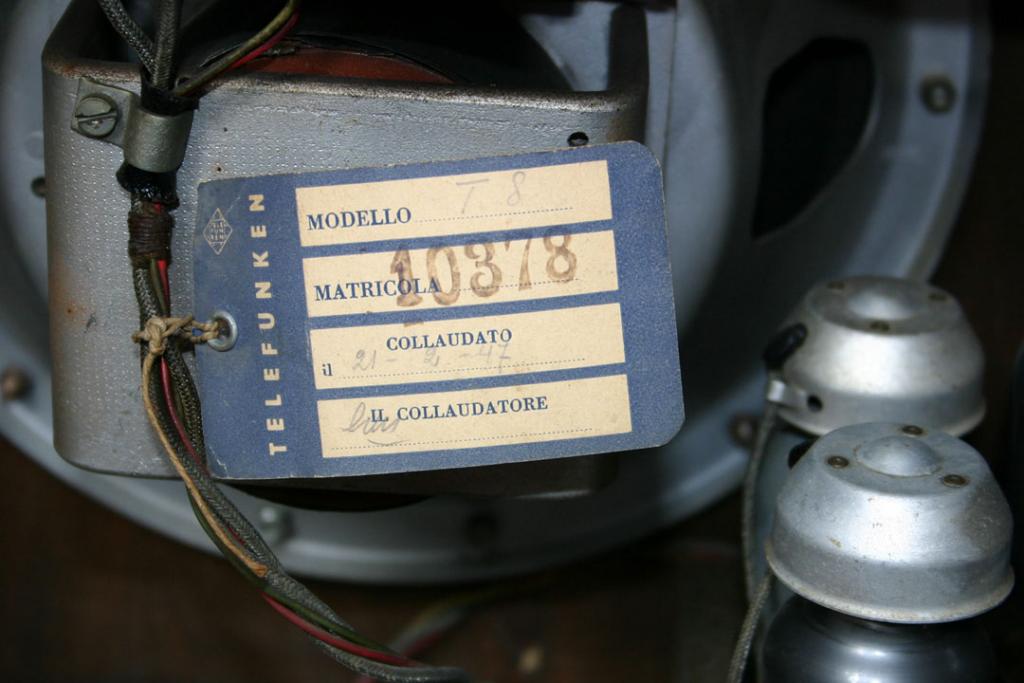 TELEFUNKEN
MODELLO T 8
MATRICOLA 10378
COLLAUDATO
il 21-2-47
IL COLLAUDATORE